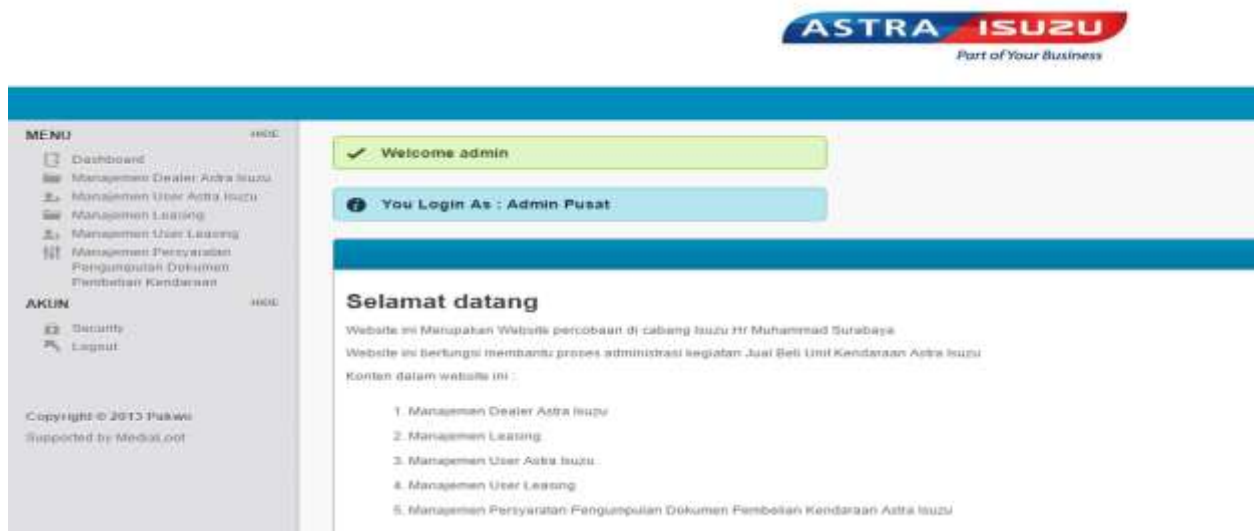 ASTRA ISUZU
Part of Your Business
MENU HIDE
Dashboard
Manajemen Dealer Astra Isuzu
Manajemen User Astra Isuzu
Manajemen Leasing
Manajemen User Leasing
Manajemen Persyaratan
Pengumpulan Dokumen
Pembelian Kendaraan
AKUN HIDE
Security
Logout
Copyright © 2013 Pakwo
Supported by MediaLoot
Welcome admin
You Login As : Admin Pusat
Selamat datang
Website ini Merupakan Website percobaan di cabang Isuzu Hr Muhammad Surabaya
Website ini berfungsi membantu proses administrasi kegiatan Jual Beli Unit Kendaraan Astra Isuzu
Konten dalam website ini :
1. Manajemen Dealer Astra Isuzu
2. Manajemen Leasing
3. Manajemen User Astra Isuzu
4. Manajemen User Leasing
5. Manajemen Persyaratan Pengumpulan Dokumen Pembelian Kendaraan Astra Isuzu